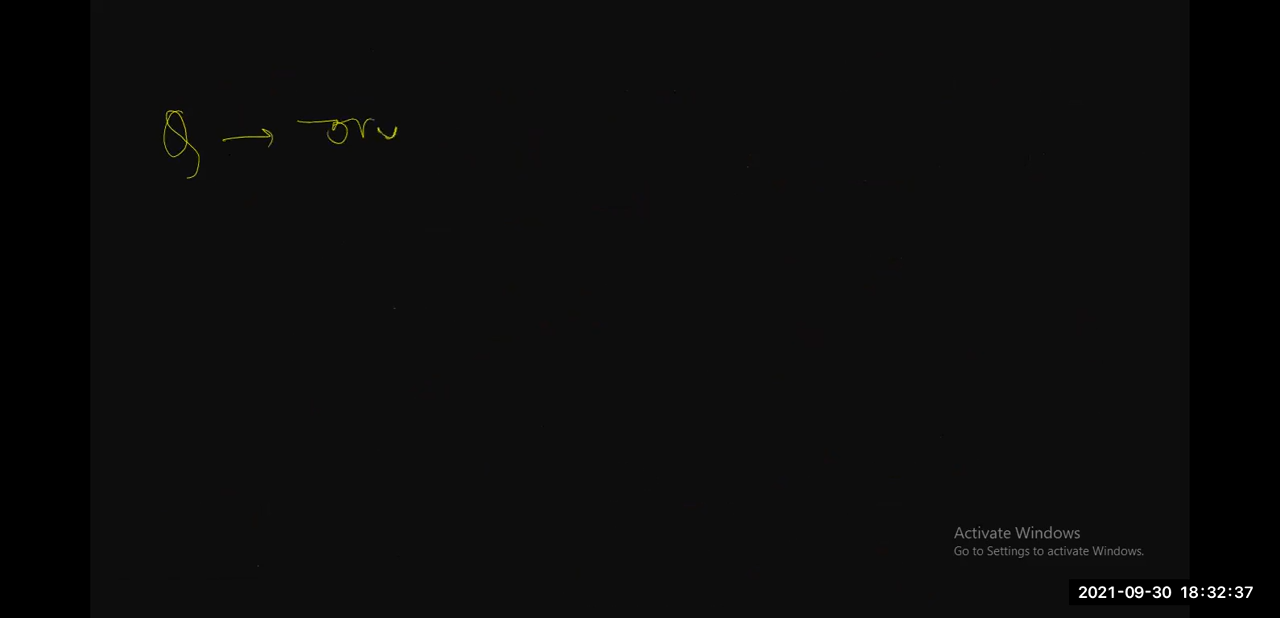 Q →
Activate Windows
Go to Settings to activate Windows.
2021-09-30 18:32:37